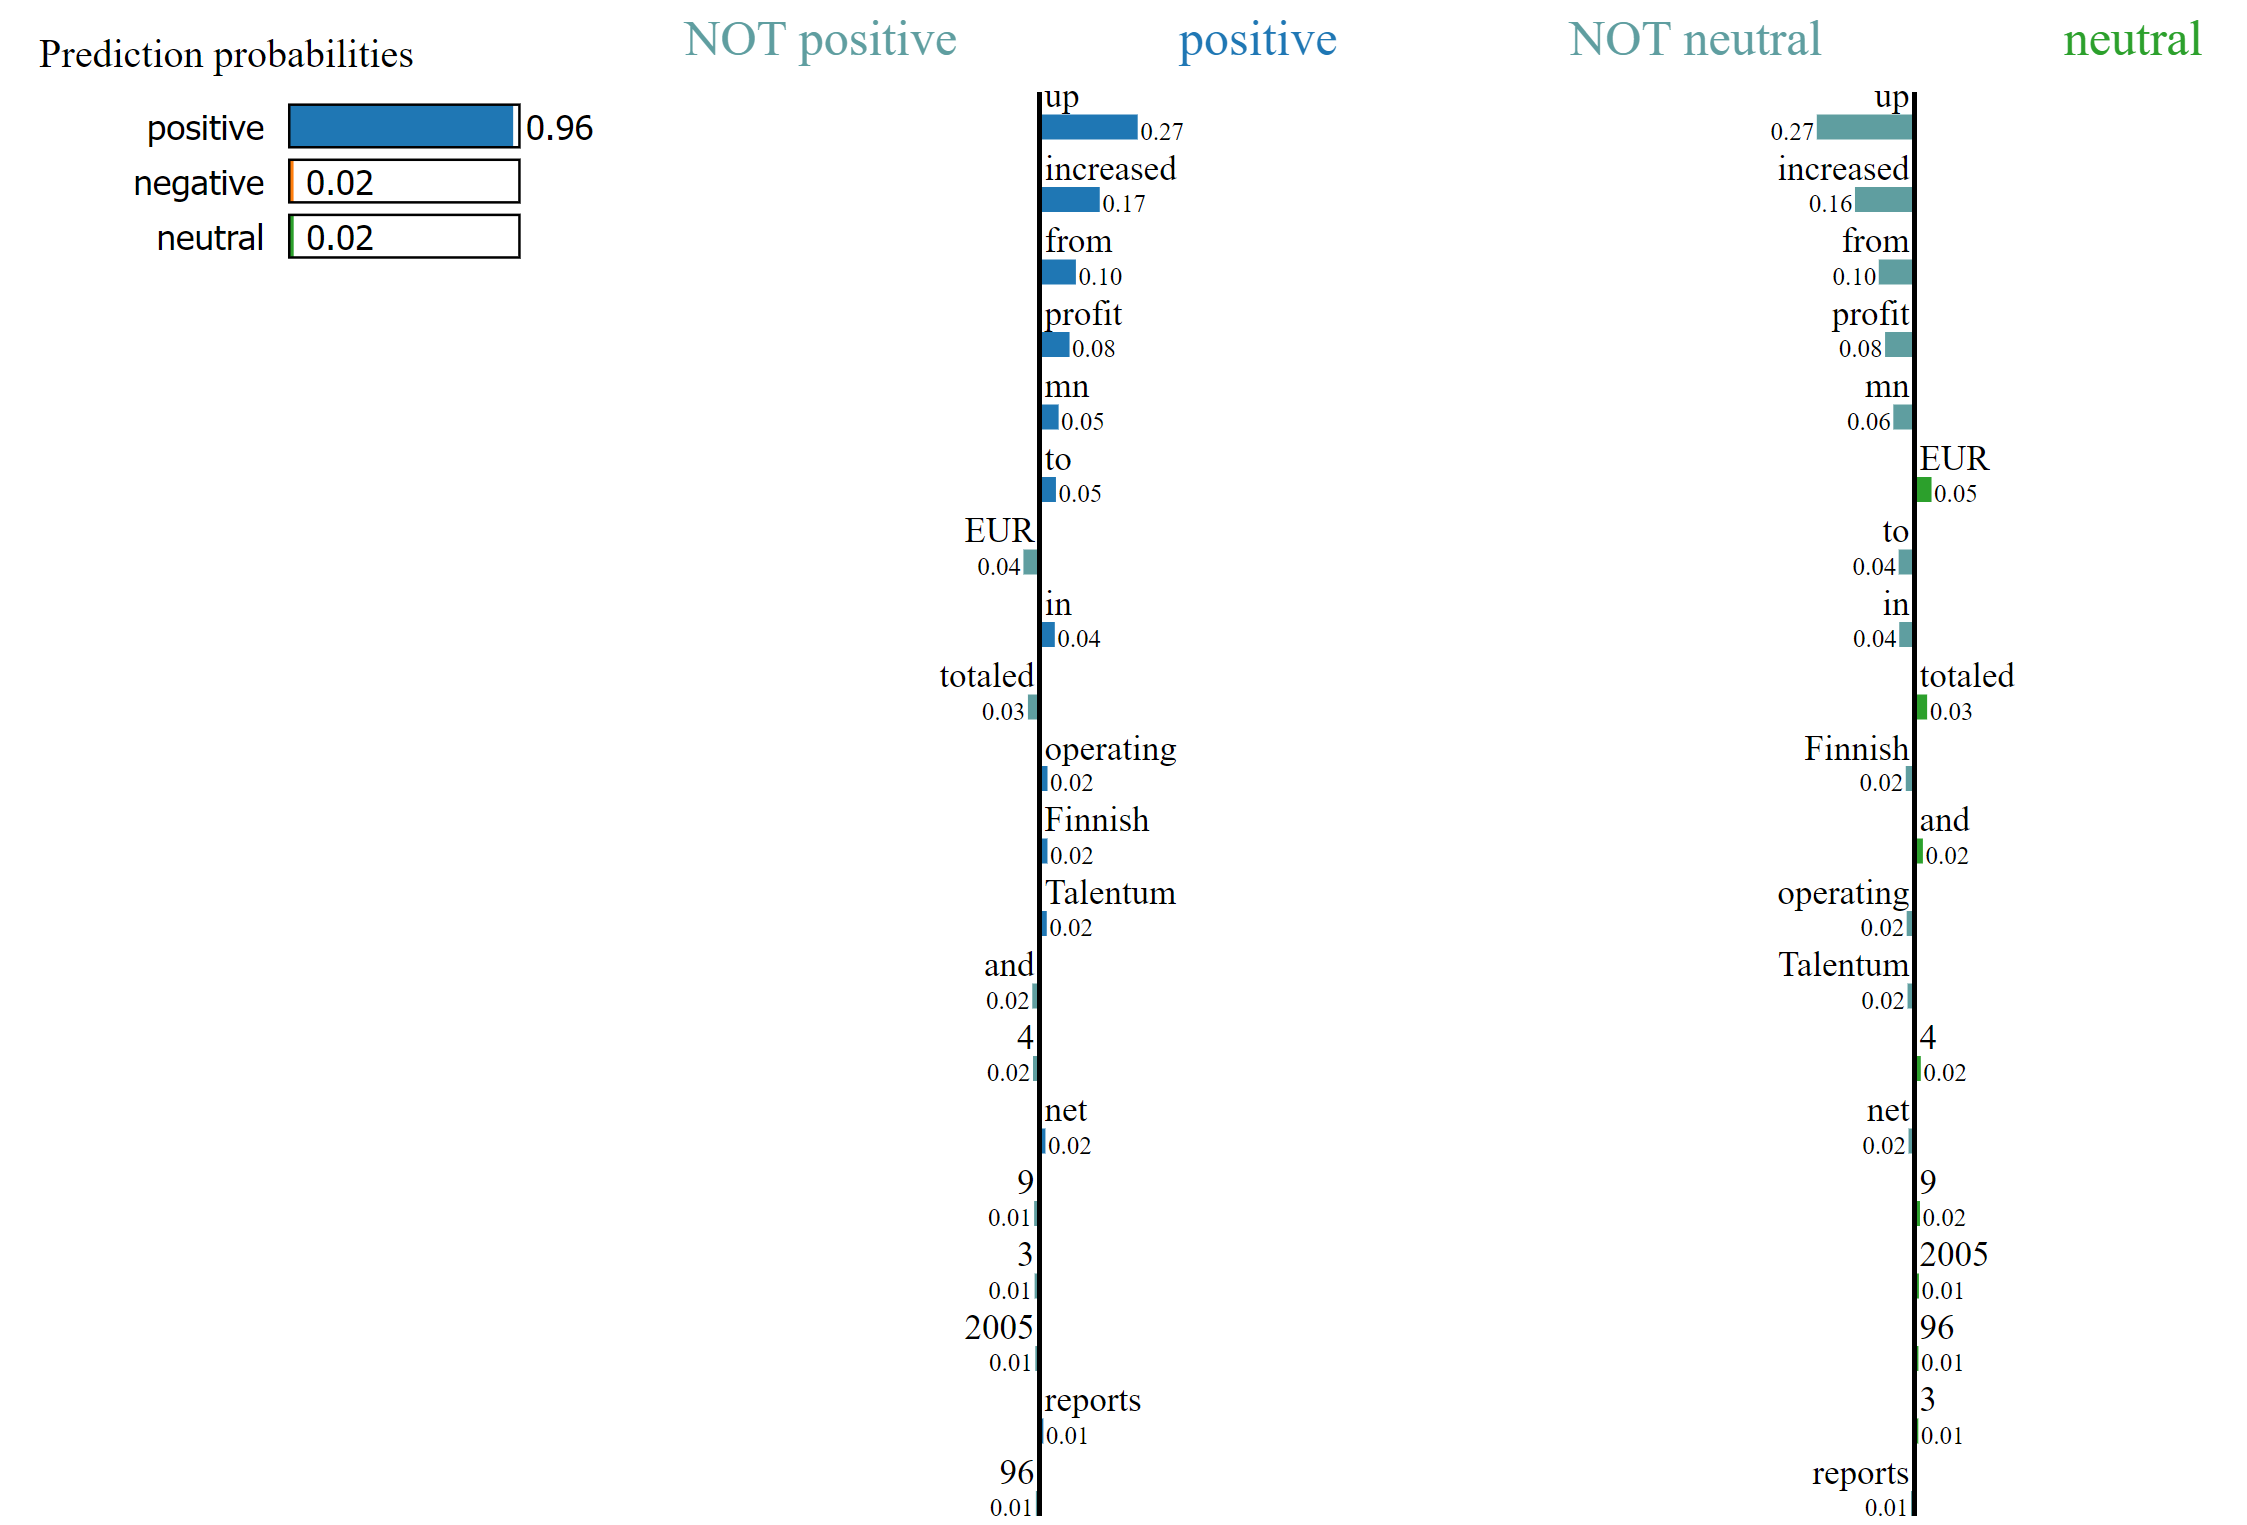 Prediction probabilities
positive 0.96
negative 0.02
neutral 0.02
NOT positive positive
up
0.27
increased
0.17
from
0.10
profit
0.08
mn
0.05
to
0.05
EUR
0.04
in
0.04
totaled
0.03
operating
0.02
Finnish
0.02
Talentum
0.02
and
0.02
4
0.02
net
0.02
9
0.01
3
0.01
2005
0.01
reports
0.01
96
0.01
NOT neutral neutral
up
0.27
increased
0.16
from
0.10
profit
0.08
mn
0.06
EUR
0.05
to
0.04
in
0.04
totaled
0.03
Finnish
0.02
and
0.02
operating
0.02
Talentum
0.02
4
0.02
net
0.02
9
0.02
2005
0.01
96
0.01
3
0.01
reports
0.01